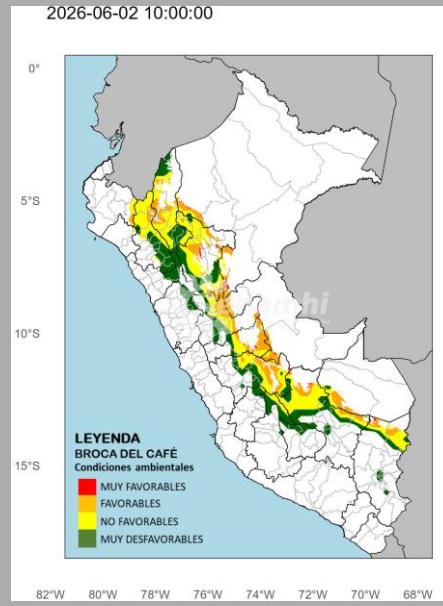 2026-06-02 10:00:00
0°
5°S
10°S
15°S
LEYENDA
BROCA DEL CAFÉ
Condiciones ambientales
MUY FAVORABLES
FAVORABLES
NO FAVORABLES
MUY DESFAVORABLES
82°W 80°W 78°W 76°W 74°W 72°W 70°W 68°W